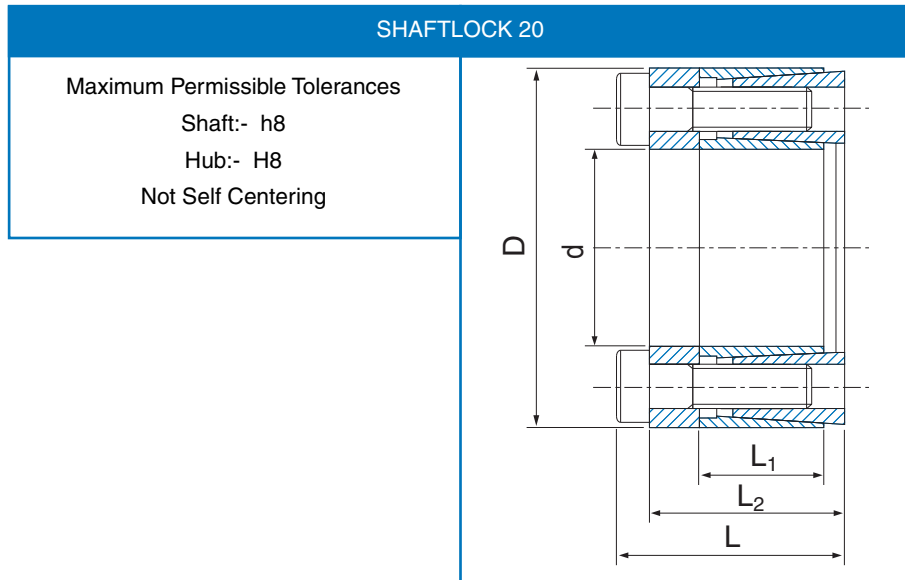 SHAFTLOCK 20
Maximum Permissible Tolerances
Shaft:- h8
Hub:- H8
Not Self Centering
D
d
L₁
L₂
L